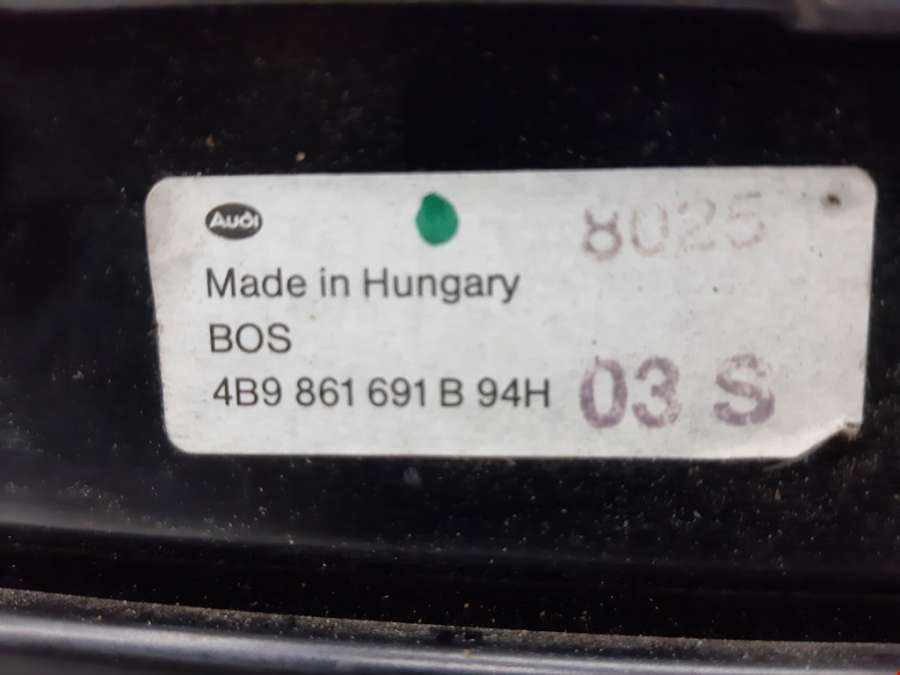 Audi
8025
Made in Hungary
BOS
4B9 861 691 B 94H
03 S